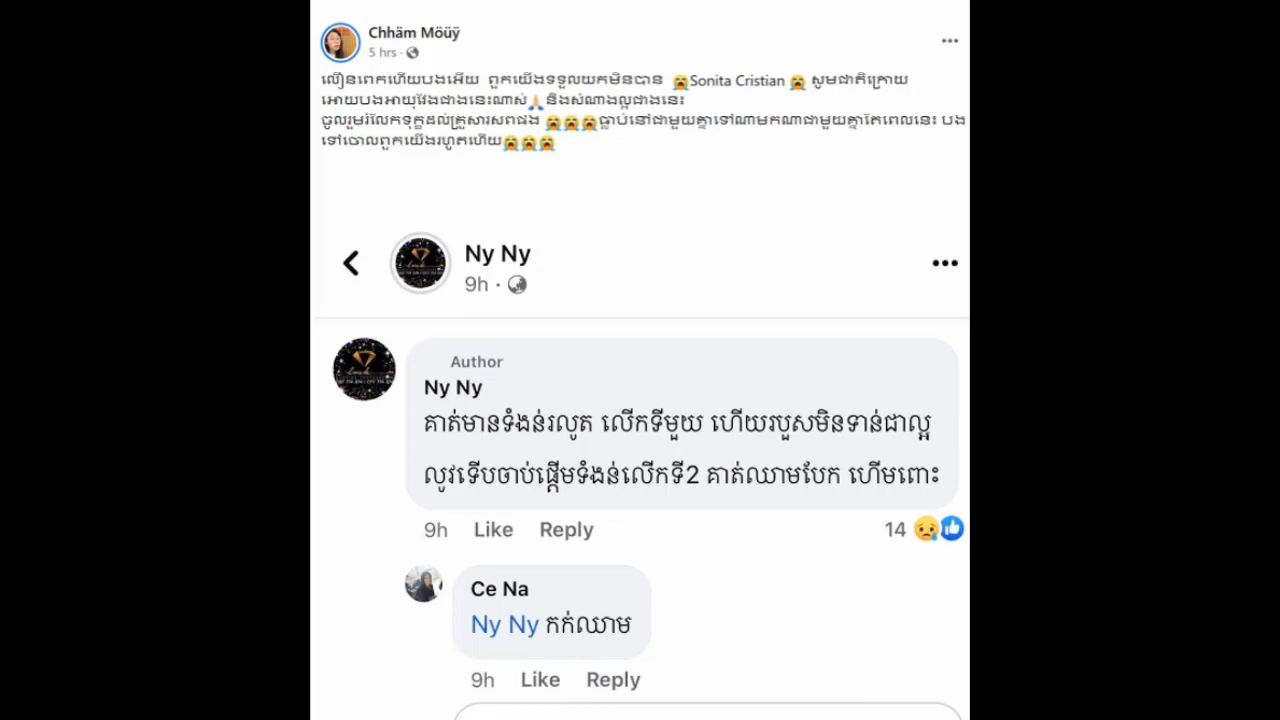 Chhäm Möüÿ
5 hrs ·
លឿនពេកហើយបងអើយ ពួកយើងទទួលយកមិនបាន 😭Sonita Cristian 😭 សូមជាតិក្រោយ
អោយបងអាយុវែងជាងនេះណាស់🙏🏻និងសំណាងល្អជាងនេះ
ចូលរួមរំលែកទុក្ខដល់គ្រួសារសពផង 😭😭😭ធ្លាប់នៅជាមួយគ្នាទៅណាមកណាជាមួយគ្នាតែពេលនេះ បង
ទៅចោលពួកយើងរហូតហើយ😭😭😭
Ny Ny
9h ·
Author
Ny Ny
គាត់មានទំងន់រលូត លើកទីមួយ ហើយរបួសមិនទាន់ជាល្អ
លូវទើបចាប់ផ្តើមទំងន់លើកទី2 គាត់ឈាមបែក ហើមពោះ
9h Like Reply 14
Ce Na
Ny Ny កក់ឈាម
9h Like Reply